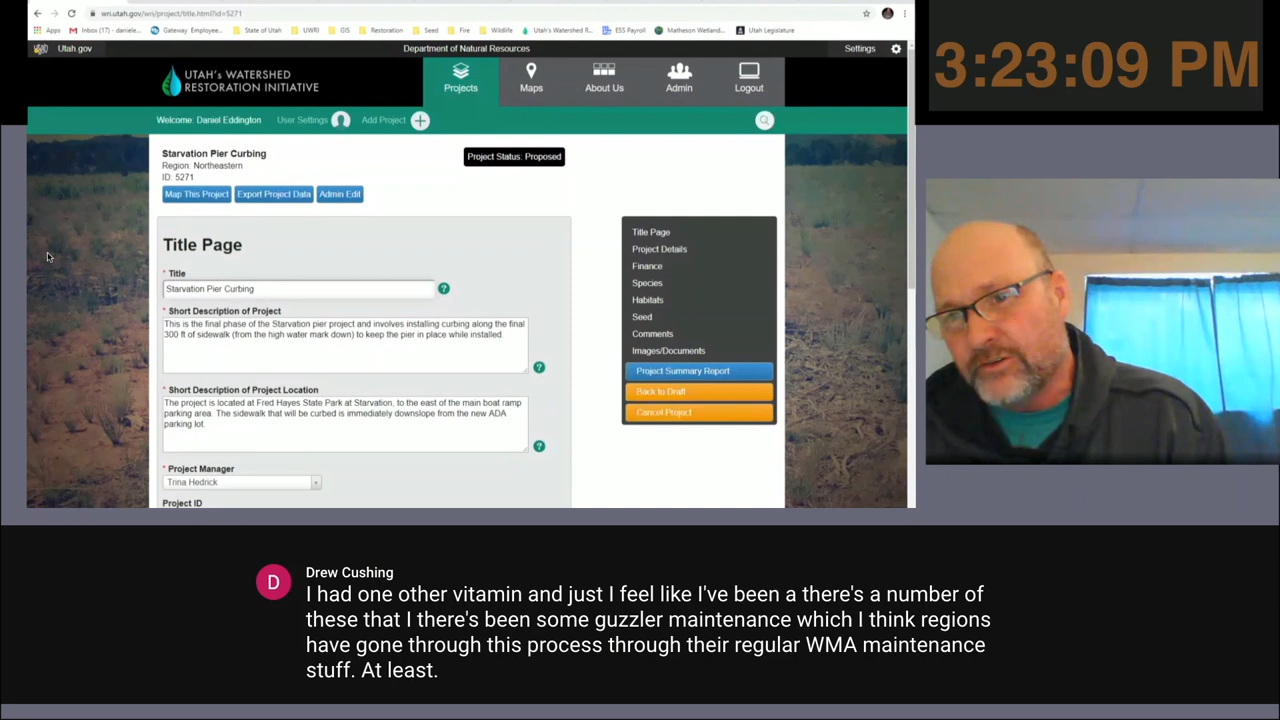 wri.utah.gov/wri/project/title.html?id=5271
Apps
Inbox (17) - daniele...
Gateway Employee...
State of Utah
UWRI
GIS
Restoration
Seed
Fire
Wildlife
Utah's Watershed R...
ESS Payroll
Matheson Wetland...
Utah Legislature
Utah.gov
Department of Natural Resources
Settings
UTAH's WATERSHED
RESTORATION INITIATIVE
Projects
Maps
About Us
Admin
Logout
Welcome: Daniel Eddington
User Settings
Add Project
Starvation Pier Curbing
Region: Northeastern
ID: 5271
Project Status: Proposed
Map This Project
Export Project Data
Admin Edit
Title Page
* Title
Starvation Pier Curbing
* Short Description of Project
This is the final phase of the Starvation pier project and involves installing curbing along the final
300 ft of sidewalk (from the high water mark down) to keep the pier in place while installed.
* Short Description of Project Location
The project is located at Fred Hayes State Park at Starvation, to the east of the main boat ramp
parking area. The sidewalk that will be curbed is immediately downslope from the new ADA
parking lot.
* Project Manager
Trina Hedrick
Project ID
Title Page
Project Details
Finance
Species
Habitats
Seed
Comments
Images/Documents
Project Summary Report
Back to Draft
Cancel Project
3:23:09 PM
D
Drew Cushing
I had one other vitamin and just I feel like I've been a there's a number of
these that I there's been some guzzler maintenance which I think regions
have gone through this process through their regular WMA maintenance
stuff. At least.